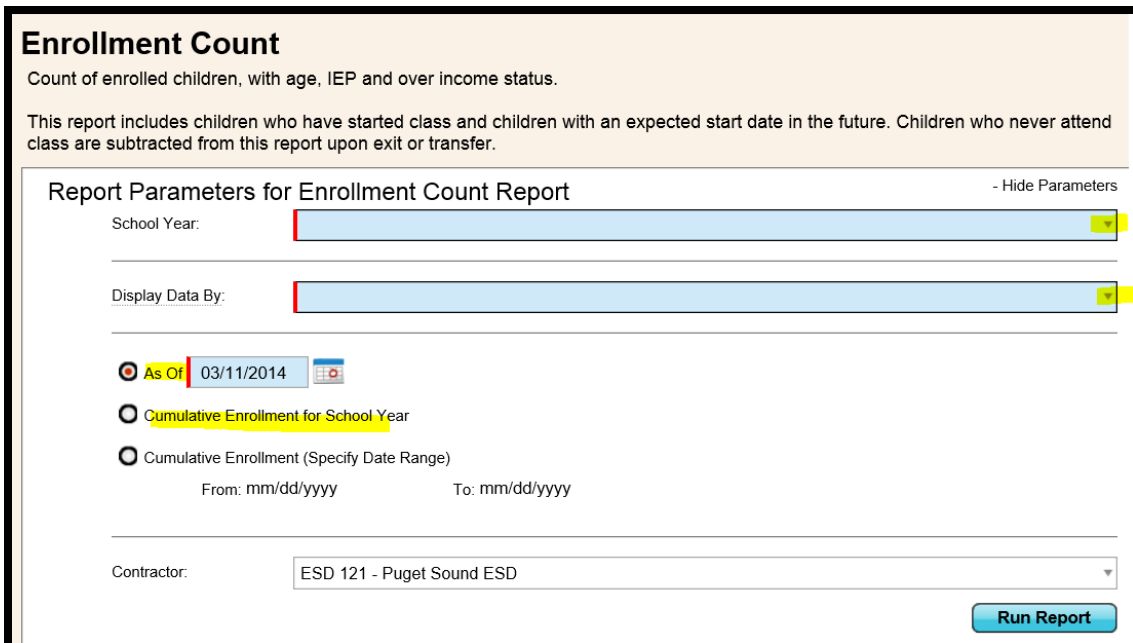 Enrollment Count
Count of enrolled children, with age, IEP and over income status.
This report includes children who have started class and children with an expected start date in the future. Children who never attend
class are subtracted from this report upon exit or transfer.
Report Parameters for Enrollment Count Report
- Hide Parameters
School Year:
Display Data By:
As Of 03/11/2014
Cumulative Enrollment for School Year
Cumulative Enrollment (Specify Date Range)
From: mm/dd/yyyy To: mm/dd/yyyy
Contractor: ESD 121 - Puget Sound ESD
Run Report